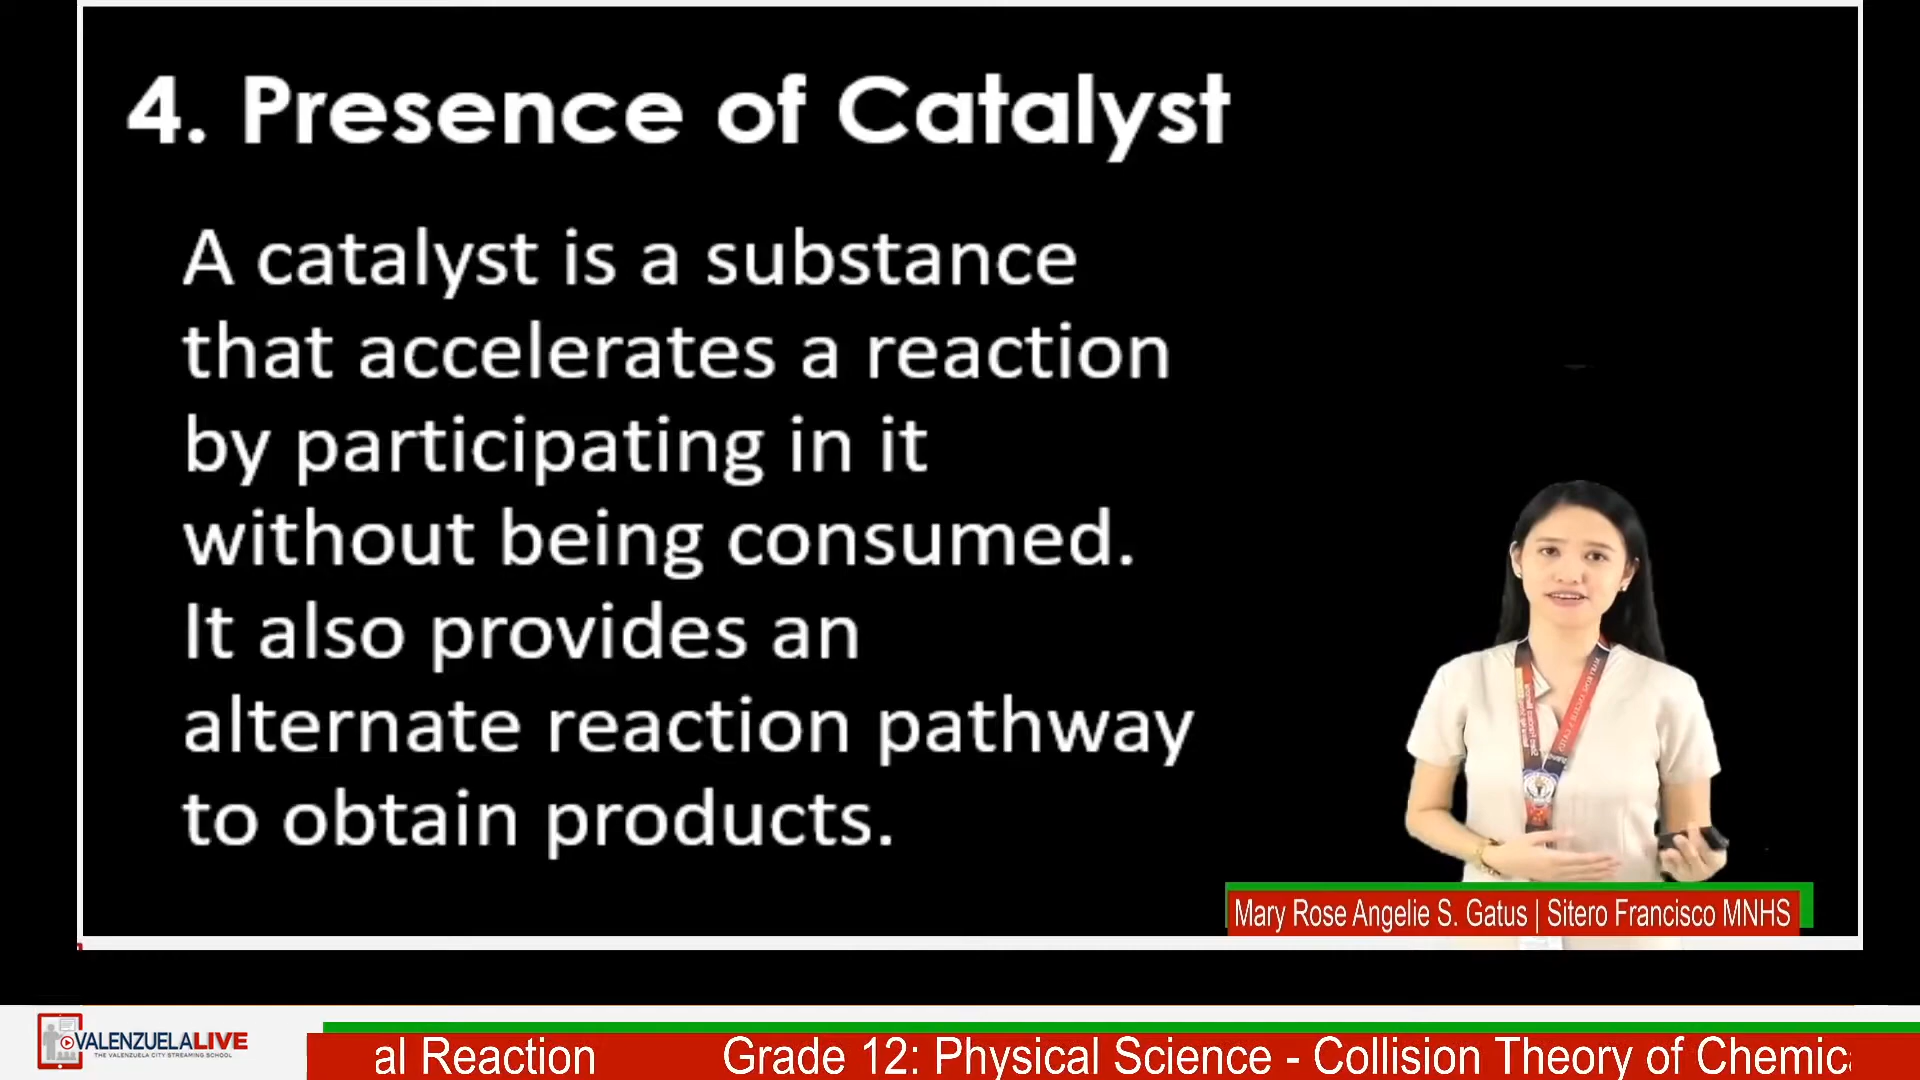 4. Presence of Catalyst
A catalyst is a substance
that accelerates a reaction
by participating in it
without being consumed.
It also provides an
alternate reaction pathway
to obtain products.
Mary Rose Angelie S. Gatus | Sitero Francisco MNHS
VALENZUELALIVE
THE VALENZUELA CITY STREAMING SCHOOL
al Reaction Grade 12: Physical Science - Collision Theory of Chemica